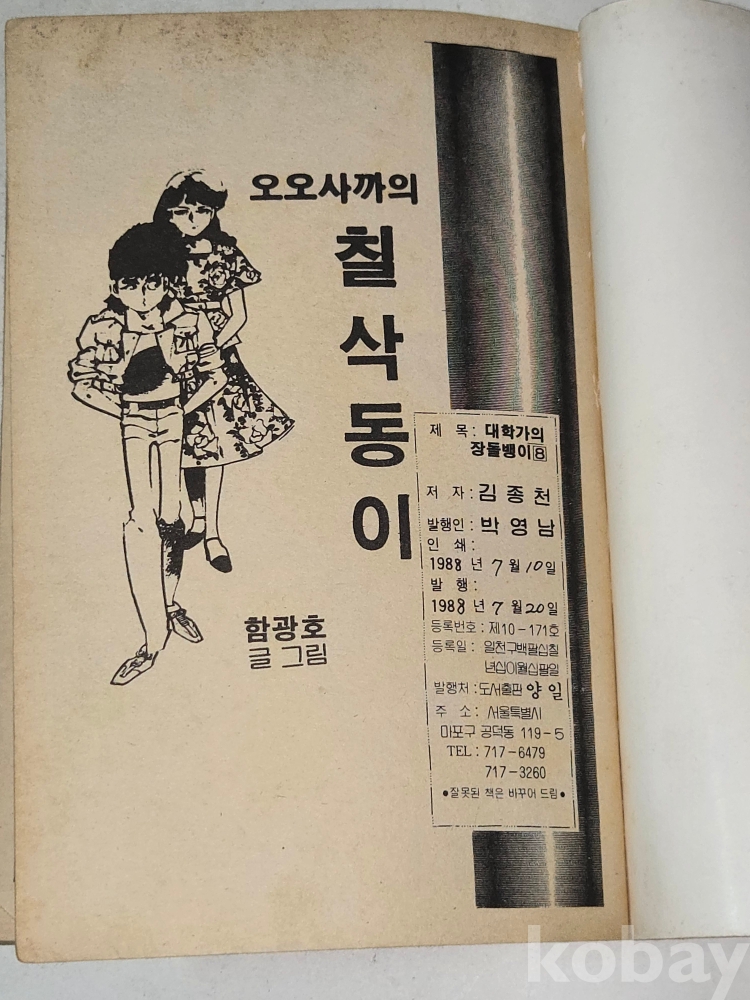 오오사까의
칠삭동이
함광호
글 그림
제 목: 대학가의
장돌뱅이 8
저 자: 김종천
발행인: 박영남
인 쇄:
1988 년 7 월 10 일
발 행:
1988 년 7 월 20 일
등록번호: 제10-171호
등록일: 일천구백팔십칠
년십이월십팔일
발행처: 도서출판 양일
주 소: 서울특별시
마포구 공덕동 119-5
TEL: 717-6479
717-3260
●잘못된 책은 바꾸어 드림●
kobay